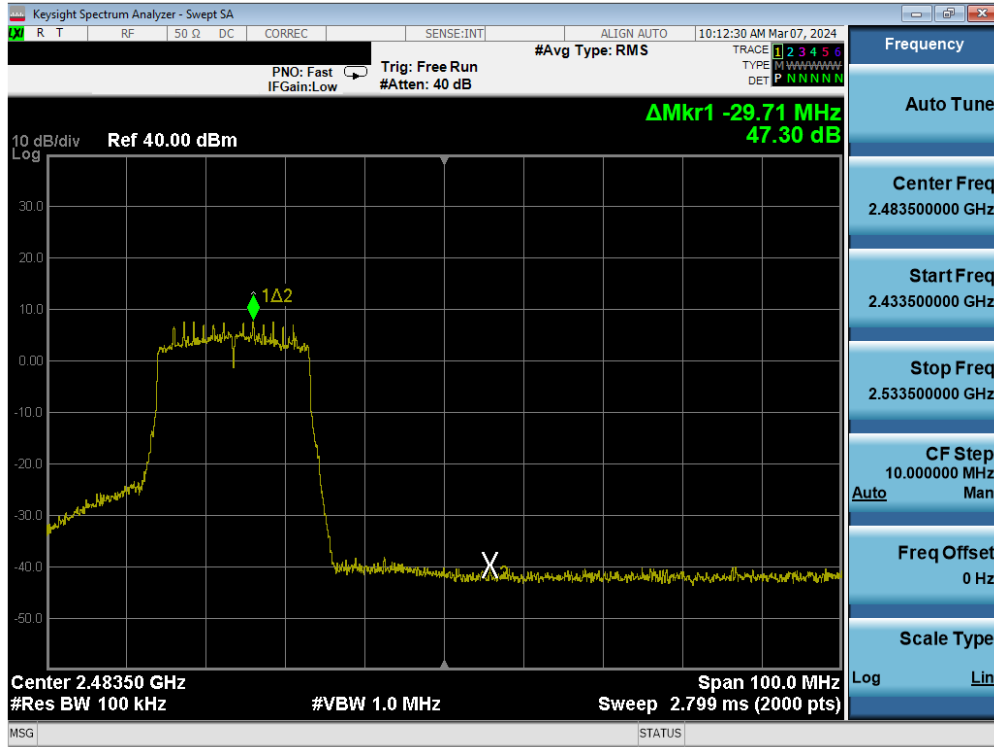 Keysight Spectrum Analyzer - Swept SA
LXI R T RF 50 Ω DC CORREC SENSE:INT ALIGN AUTO 10:12:30 AM Mar 07, 2024
#Avg Type: RMS TRACE 1 2 3 4 5 6
PNO: Fast Trig: Free Run TYPE M WWWWW
IFGain:Low #Atten: 40 dB DET P N N N N N
ΔMkr1 -29.71 MHz
47.30 dB
10 dB/div Ref 40.00 dBm
Log
30.0
20.0
1Δ2
10.0
0.00
-10.0
-20.0
-30.0
-40.0
X2
-50.0
Center 2.48350 GHz Span 100.0 MHz
#Res BW 100 kHz #VBW 1.0 MHz Sweep 2.799 ms (2000 pts)
MSG STATUS
Frequency
Auto Tune
Center Freq
2.483500000 GHz
Start Freq
2.433500000 GHz
Stop Freq
2.533500000 GHz
CF Step
10.000000 MHz
Auto Man
Freq Offset
0 Hz
Scale Type
Log Lin